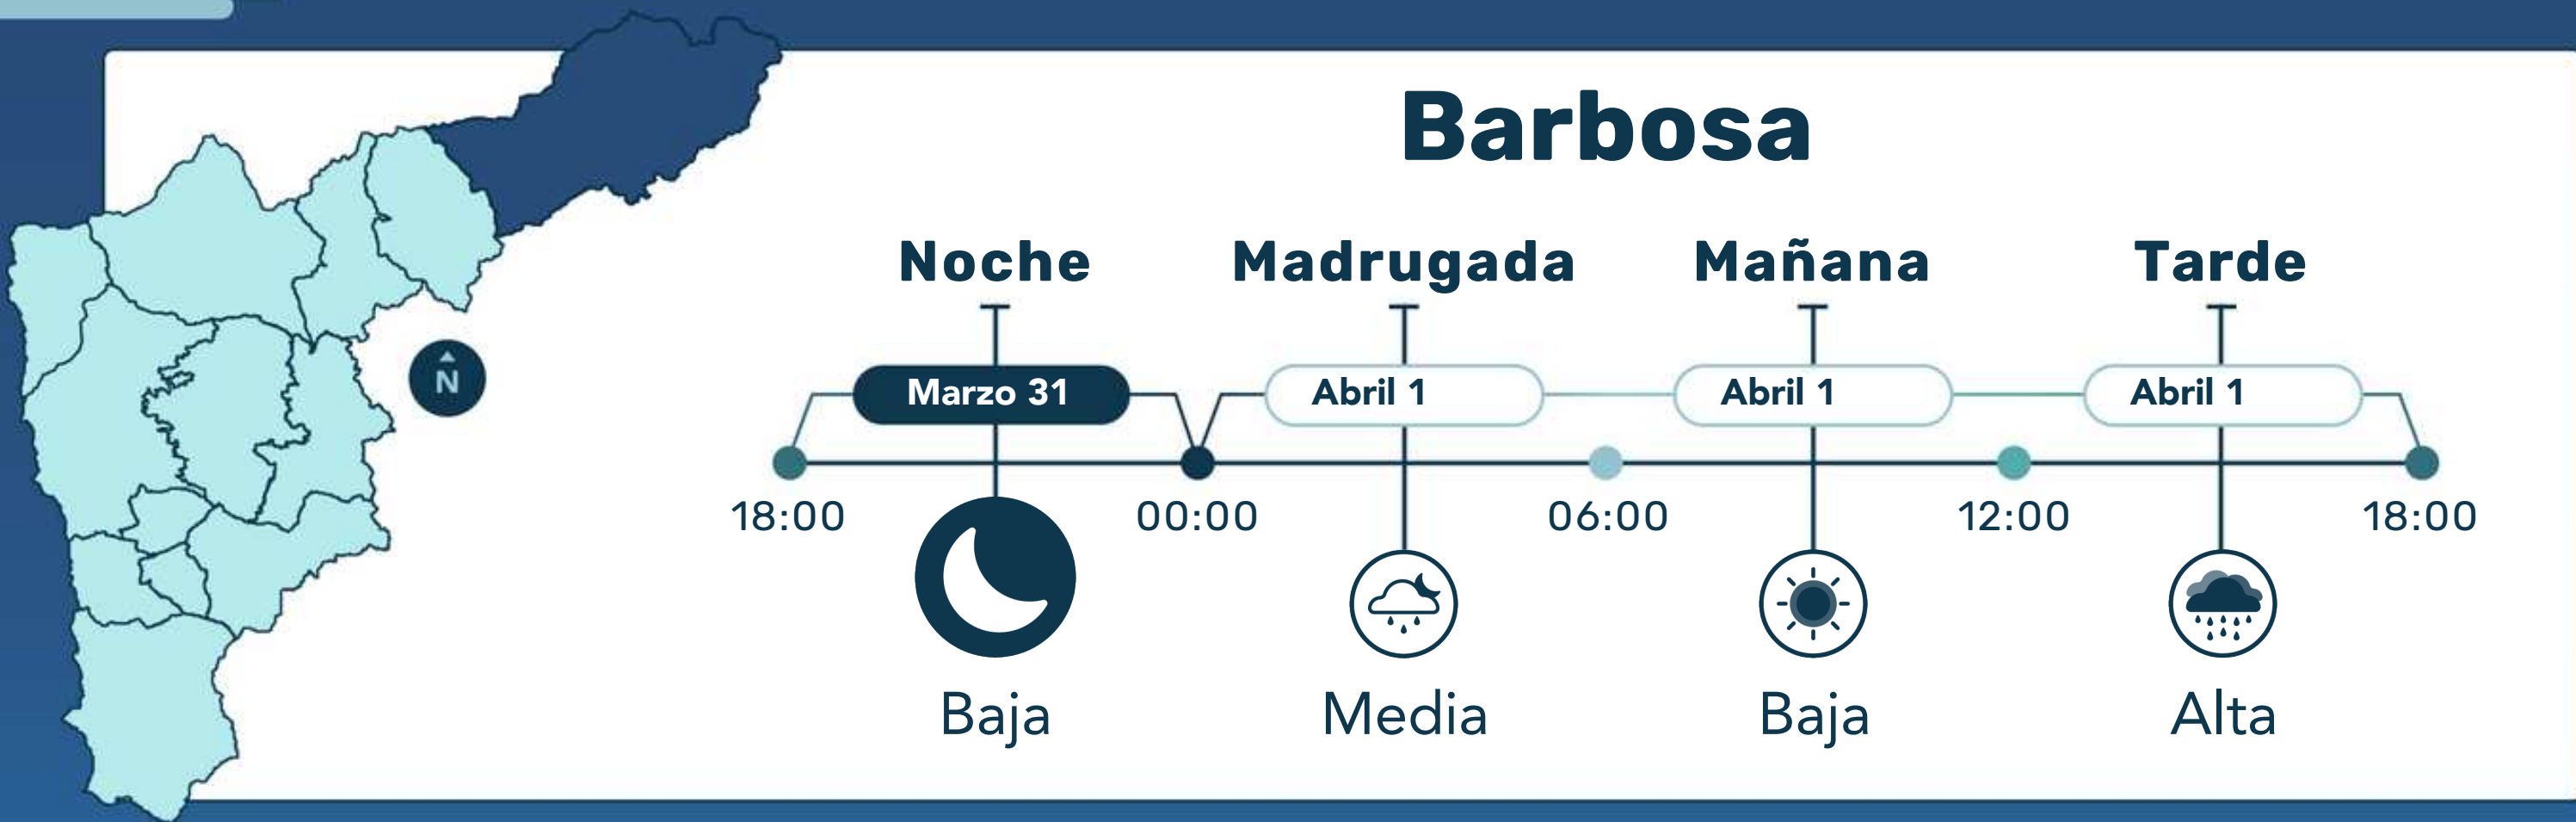 Barbosa
Noche Madrugada Mañana Tarde
Marzo 31 Abril 1 Abril 1 Abril 1
N
18:00 00:00 06:00 12:00 18:00
Baja Media Baja Alta